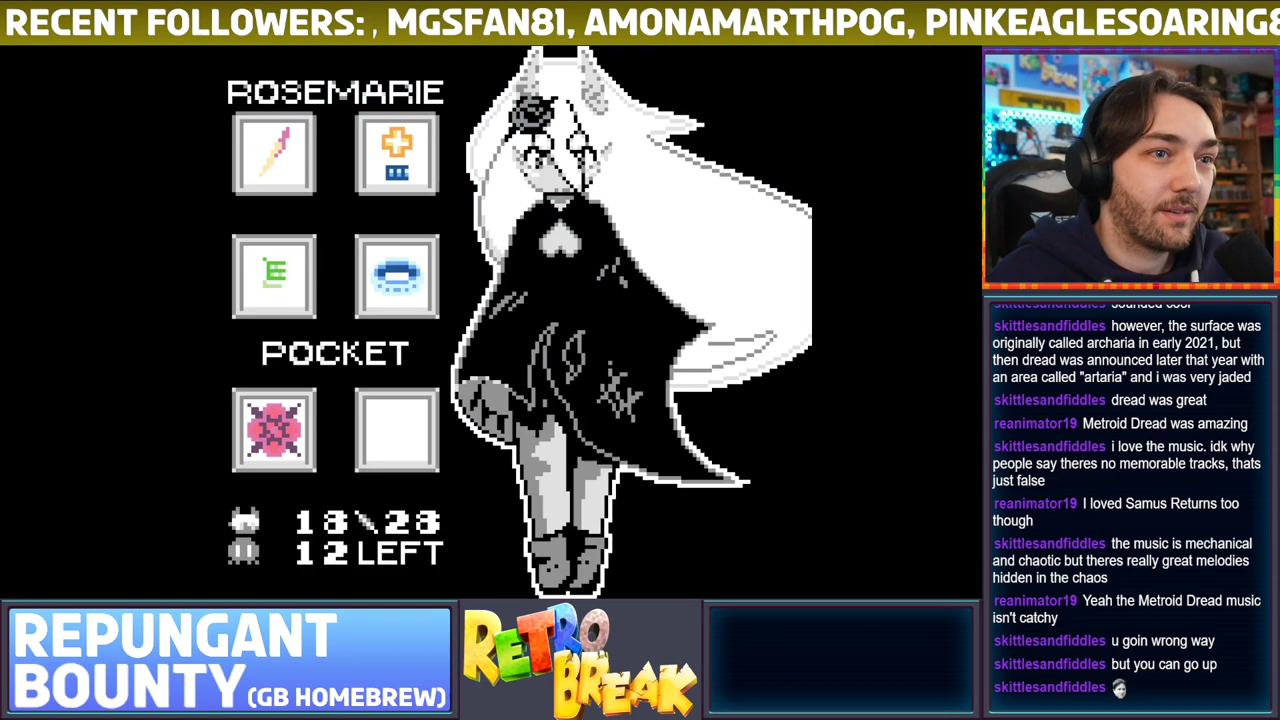 RECENT FOLLOWERS: , MGSFAN81, AMONAMARTHPOG, PINKEAGLESOARING8
ROSEMARIE
POCKET
18\28
12 LEFT
skittlesandfiddles sounded cool
skittlesandfiddles however, the surface was
originally called archaria in early 2021, but
then dread was announced later that year with
an area called "artaria" and i was very jaded
skittlesandfiddles dread was great
reanimator19 Metroid Dread was amazing
skittlesandfiddles i love the music. idk why
people say theres no memorable tracks, thats
just false
reanimator19 I loved Samus Returns too
though
skittlesandfiddles the music is mechanical
and chaotic but theres really great melodies
hidden in the chaos
reanimator19 Yeah the Metroid Dread music
isn't catchy
skittlesandfiddles u goin wrong way
skittlesandfiddles but you can go up
skittlesandfiddles
REPUNGANT
BOUNTY (GB HOMEBREW)
RETRO
BREAK